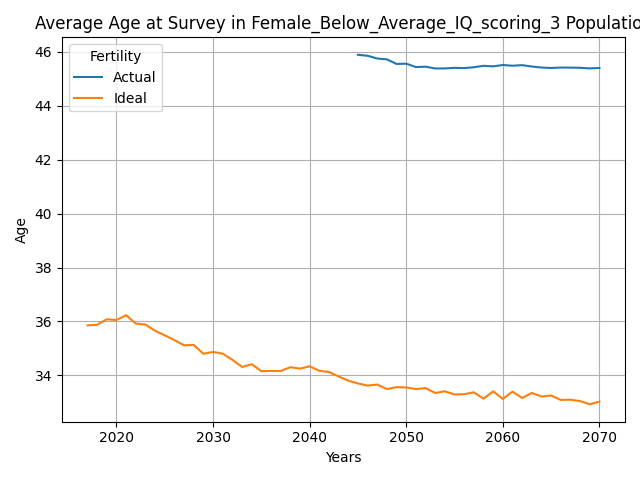 Average Age at Survey in Female_Below_Average_IQ_scoring_3 Populatio
Fertility
Actual
Ideal
46
44
42
40
38
36
34
Age
2020 2030 2040 2050 2060 2070
Years